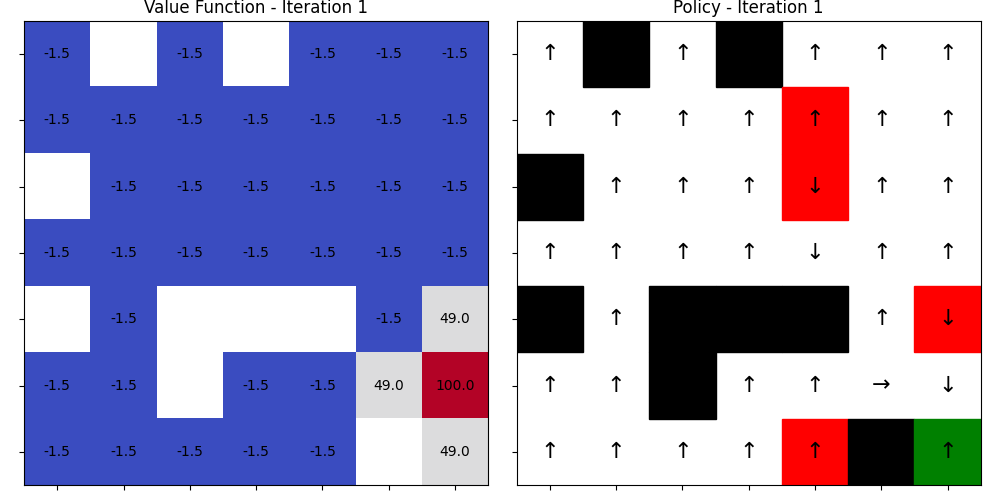 Value Function - Iteration 1
-1.5 -1.5 -1.5 -1.5 -1.5
-1.5 -1.5 -1.5 -1.5 -1.5 -1.5 -1.5
-1.5 -1.5 -1.5 -1.5 -1.5 -1.5
-1.5 -1.5 -1.5 -1.5 -1.5 -1.5 -1.5
-1.5 -1.5 49.0
-1.5 -1.5 -1.5 -1.5 49.0 100.0
-1.5 -1.5 -1.5 -1.5 -1.5 49.0
Policy - Iteration 1
↑ ↑ ↑ ↑ ↑
↑ ↑ ↑ ↑ ↑ ↑ ↑
↑ ↑ ↑ ↓ ↑ ↑
↑ ↑ ↑ ↑ ↓ ↑ ↑
↑ ↑ ↓
↑ ↑ ↑ ↑ → ↓
↑ ↑ ↑ ↑ ↑ ↑